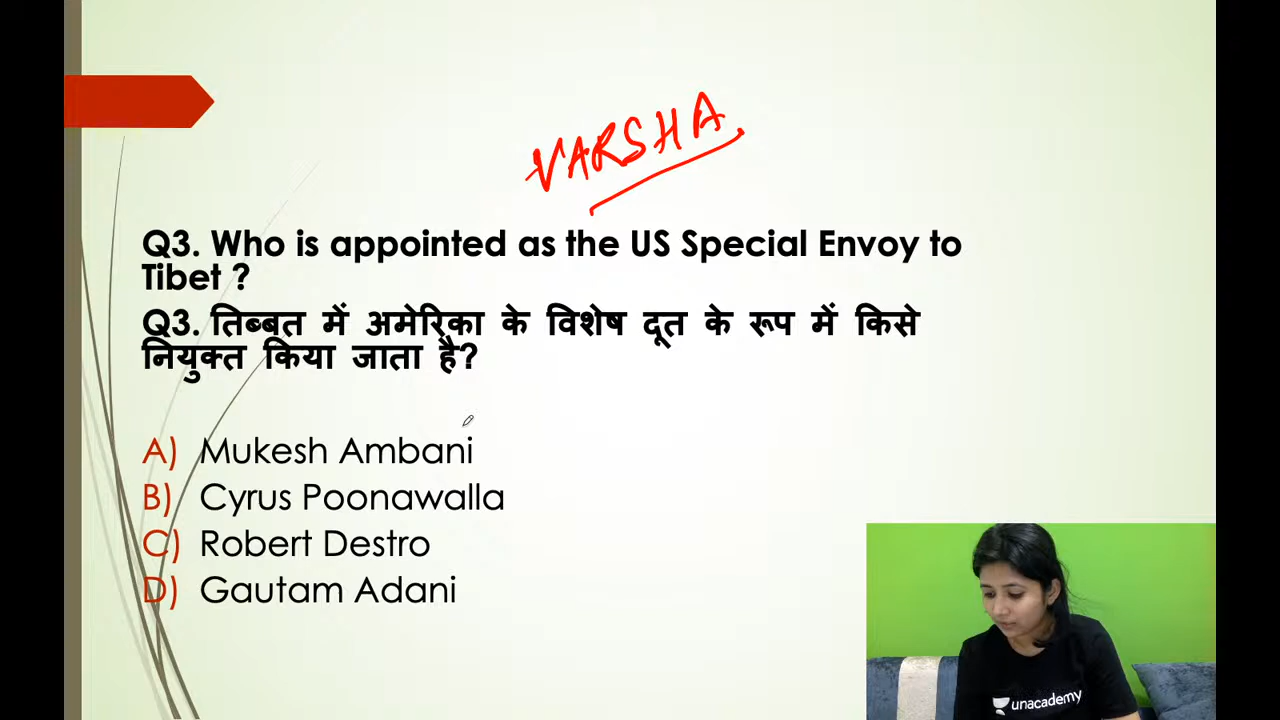 VARSHA
Q3. Who is appointed as the US Special Envoy to
Tibet ?
Q3. तिब्बत में अमेरिका के विशेष दूत के रूप में किसे
नियुक्त किया जाता है?
A) Mukesh Ambani
B) Cyrus Poonawalla
C) Robert Destro
D) Gautam Adani
unacademy